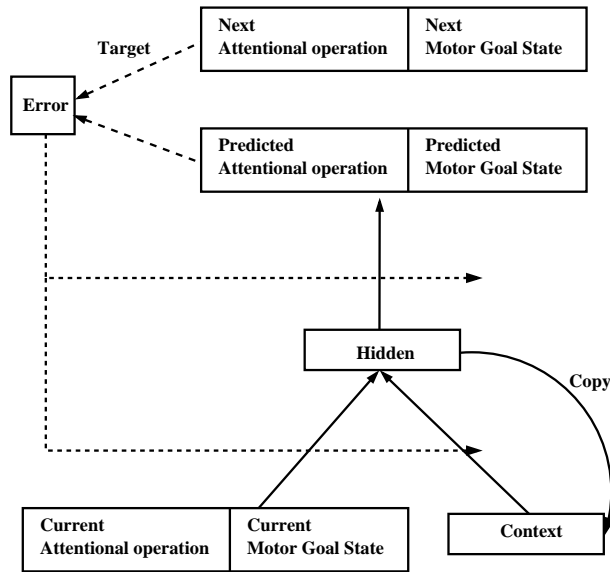 Target
Next
Attentional operation
Next
Motor Goal State
Error
Predicted
Attentional operation
Predicted
Motor Goal State
Hidden
Copy
Current
Attentional operation
Current
Motor Goal State
Context